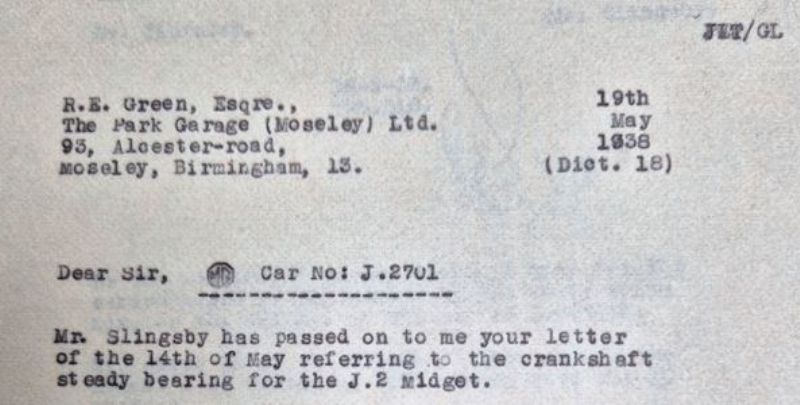 JLT/GL
R.E. Green, Esqre.,
The Park Garage (Moseley) Ltd.
93, Alcester-road,
Moseley, Birmingham, 13.
19th
May
1938
(Dict. 18)
Dear Sir, MG Car No: J.2701
Mr. Slingsby has passed on to me your letter
of the 14th of May referring to the crankshaft
steady bearing for the J.2 Midget.